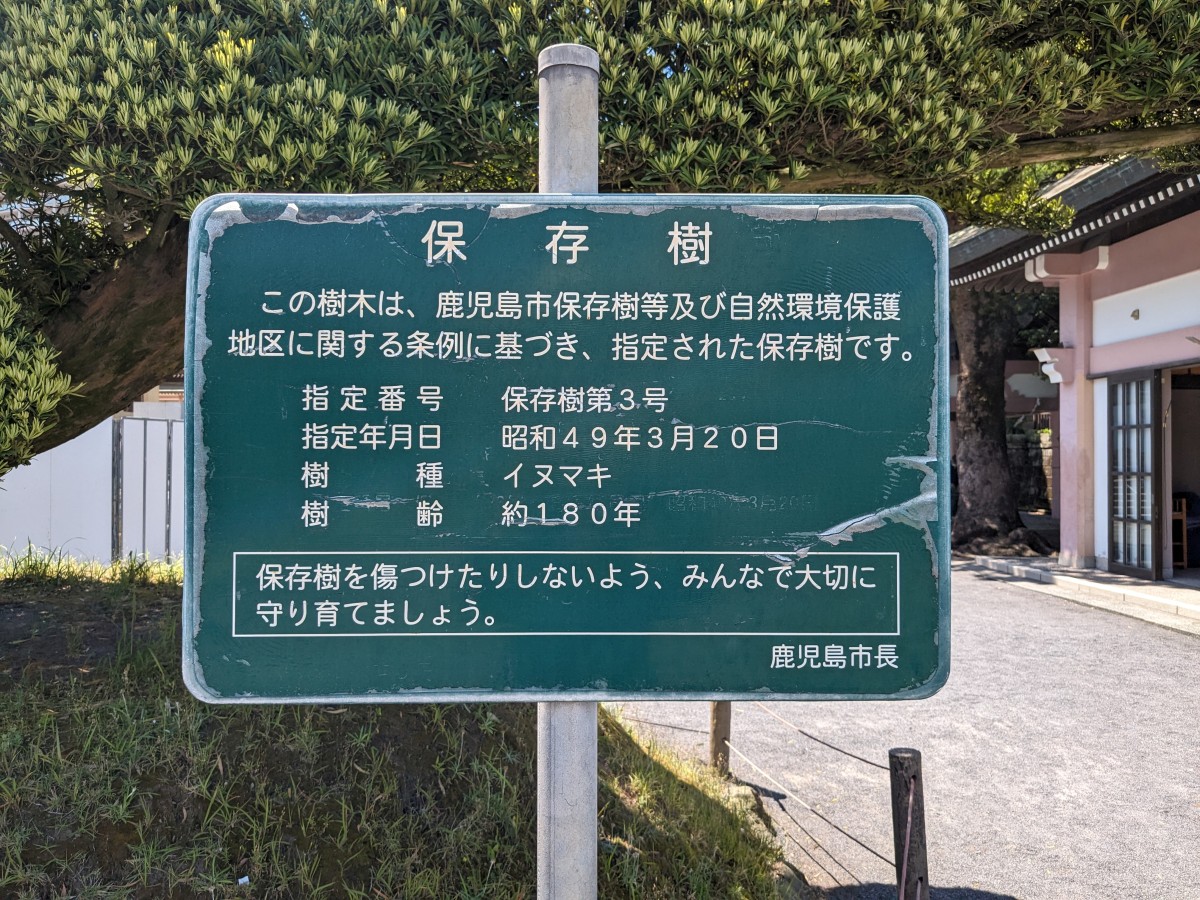 保存樹
この樹木は、鹿児島市保存樹等及び自然環境保護
地区に関する条例に基づき、指定された保存樹です。
指定番号 保存樹第3号
指定年月日 昭和49年3月20日
樹種 イヌマキ
樹齢 約180年
保存樹を傷つけたりしないよう、みんなで大切に
守り育てましょう。
鹿児島市長